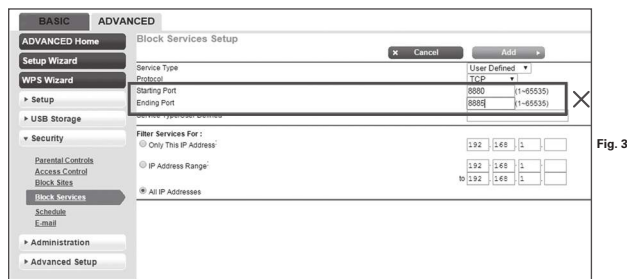 BASIC ADVANCED
ADVANCED Home
Setup Wizard
WPS Wizard
▸ Setup
▸ USB Storage
▾ Security
Parental Controls
Access Control
Block Sites
Block Services
Schedule
E-mail
▸ Administration
▸ Advanced Setup
Block Services Setup
× Cancel Add ▸
Service Type User Defined ▼
Protocol TCP ▼
Starting Port 8880 (1~65535)
Ending Port 8885 (1~65535)
Service Type/User Defined
Filter Services For :
Only This IP Address: 192 . 168 . 1 .
IP Address Range: 192 . 168 . 1 .
to 192 . 168 . 1 .
All IP Addresses
Fig. 3